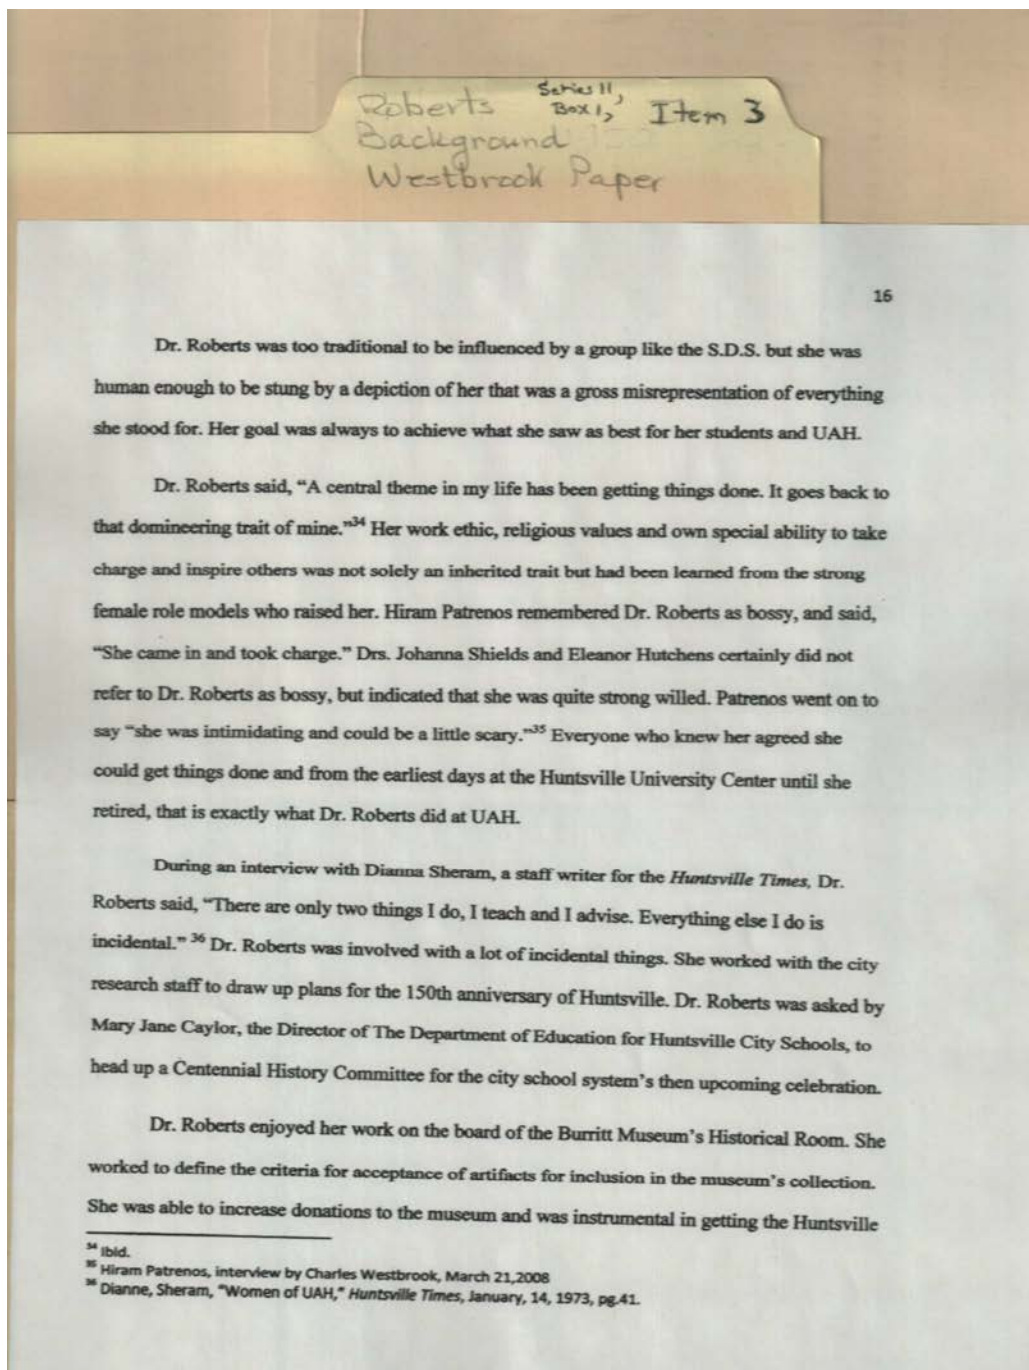 Roberts Series 11, Box 1, Item 3
Background
Westbrook Paper
16
Dr. Roberts was too traditional to be influenced by a group like the S.D.S. but she was
human enough to be stung by a depiction of her that was a gross misrepresentation of everything
she stood for. Her goal was always to achieve what she saw as best for her students and UAH.
Dr. Roberts said, “A central theme in my life has been getting things done. It goes back to
that domineering trait of mine.”34 Her work ethic, religious values and own special ability to take
charge and inspire others was not solely an inherited trait but had been learned from the strong
female role models who raised her. Hiram Patrenos remembered Dr. Roberts as bossy, and said,
“She came in and took charge.” Drs. Johanna Shields and Eleanor Hutchens certainly did not
refer to Dr. Roberts as bossy, but indicated that she was quite strong willed. Patrenos went on to
say “she was intimidating and could be a little scary.”35 Everyone who knew her agreed she
could get things done and from the earliest days at the Huntsville University Center until she
retired, that is exactly what Dr. Roberts did at UAH.
During an interview with Dianna Sheram, a staff writer for the Huntsville Times, Dr.
Roberts said, “There are only two things I do, I teach and I advise. Everything else I do is
incidental.” 36 Dr. Roberts was involved with a lot of incidental things. She worked with the city
research staff to draw up plans for the 150th anniversary of Huntsville. Dr. Roberts was asked by
Mary Jane Caylor, the Director of The Department of Education for Huntsville City Schools, to
head up a Centennial History Committee for the city school system’s then upcoming celebration.
Dr. Roberts enjoyed her work on the board of the Burritt Museum’s Historical Room. She
worked to define the criteria for acceptance of artifacts for inclusion in the museum’s collection.
She was able to increase donations to the museum and was instrumental in getting the Huntsville
34 Ibid.
35 Hiram Patrenos, interview by Charles Westbrook, March 21,2008
36 Dianne, Sheram, “Women of UAH,” Huntsville Times, January, 14, 1973, pg.41.